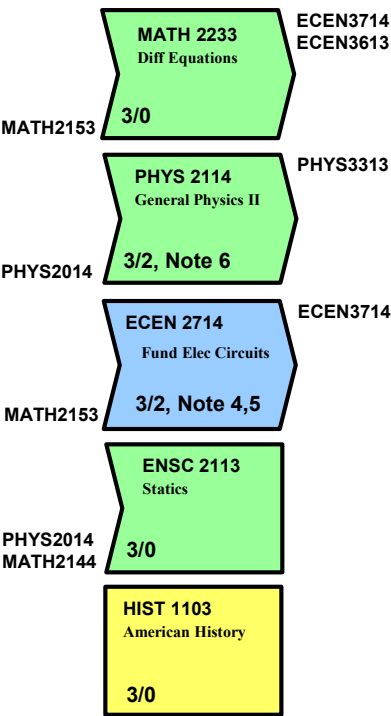 MATH 2233
Diff Equations
3/0
ECEN3714
ECEN3613
MATH2153
PHYS 2114
General Physics II
3/2, Note 6
PHYS3313
PHYS2014
ECEN 2714
Fund Elec Circuits
3/2, Note 4,5
ECEN3714
MATH2153
ENSC 2113
Statics
3/0
PHYS2014
MATH2144
HIST 1103
American History
3/0